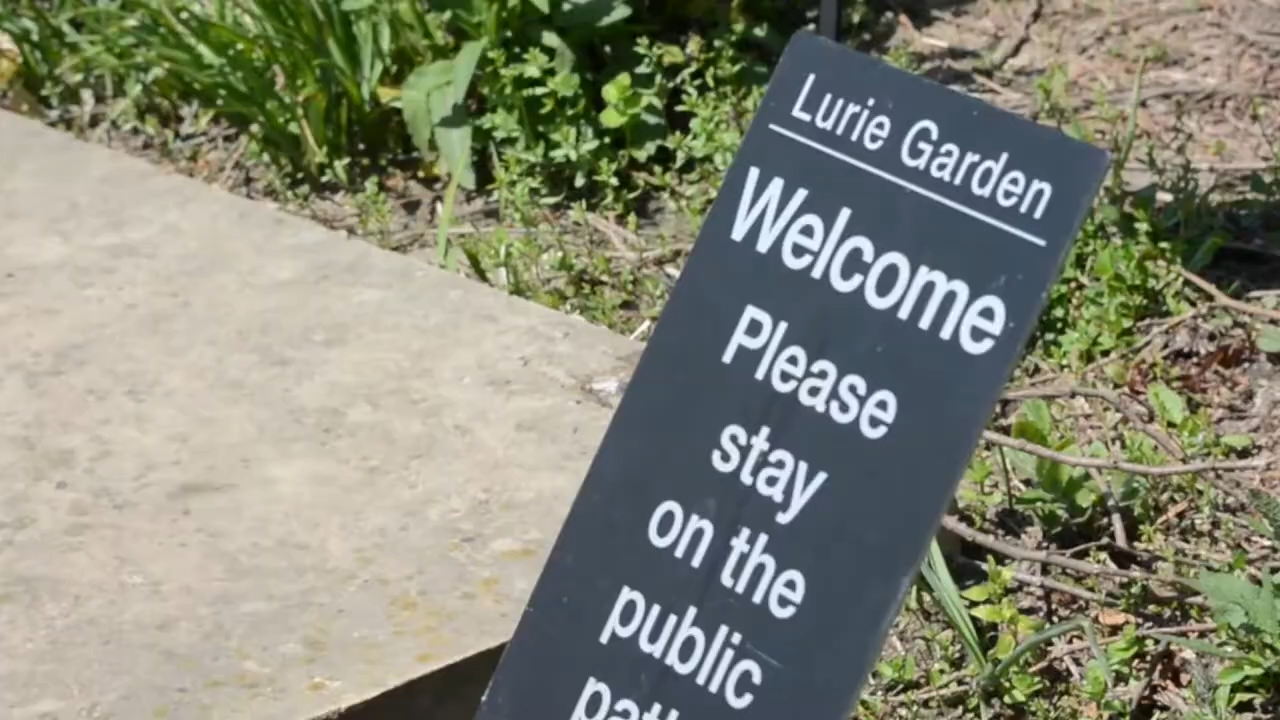 Lurie Garden
Welcome
Please
stay
on the
public